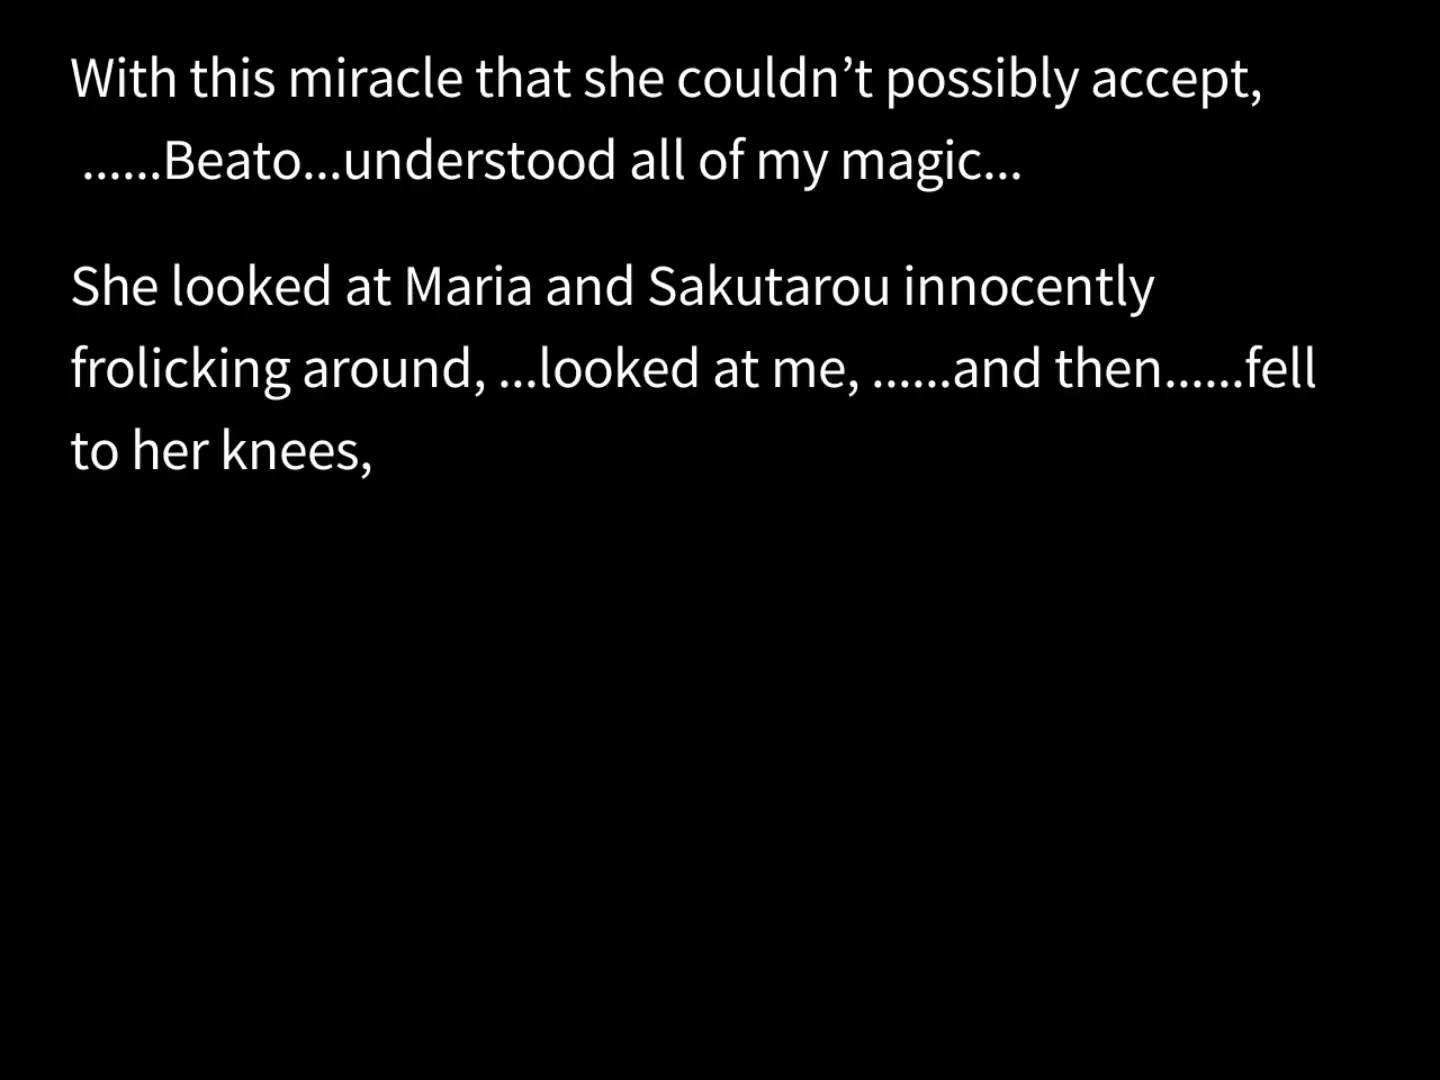 With this miracle that she couldn’t possibly accept,
......Beato...understood all of my magic...
She looked at Maria and Sakutarou innocently
frolicking around, ...looked at me, ......and then......fell
to her knees,